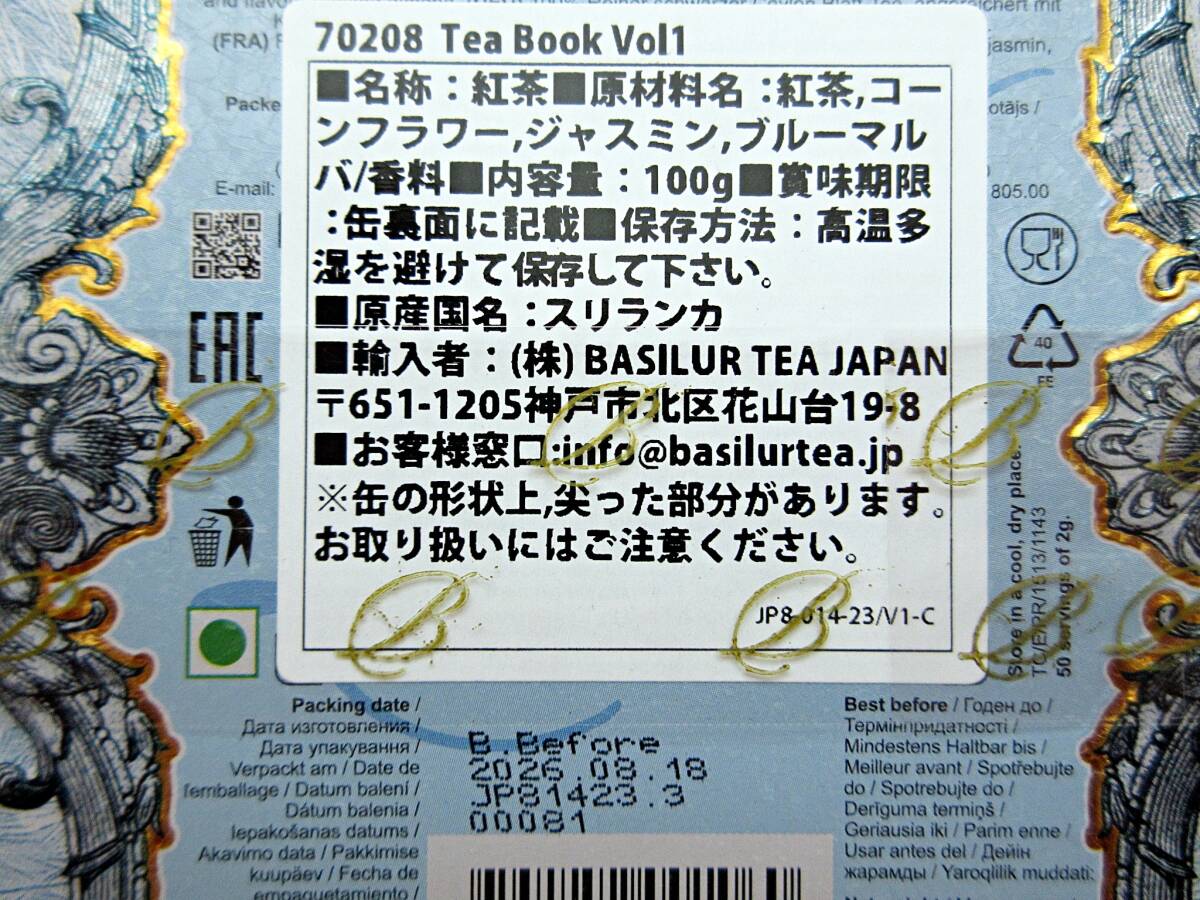 (FRA)
jasmin,
Packe
otājs /
E-mail:
805.00
70208 Tea Book Vol1
■名称：紅茶■原材料名：紅茶,コー
ンフラワー,ジャスミン,ブルーマル
バ/香料■内容量：100g■賞味期限
:缶裏面に記載■保存方法：高温多
湿を避けて保存して下さい。
■原産国名：スリランカ
■輸入者：(株) BASILUR TEA JAPAN
〒651-1205神戸市北区花山台19-8
■お客様窓口:info@basilurtea.jp
※缶の形状上,尖った部分があります。
お取り扱いにはご注意ください。
JP8-014-23/V1-C
EAC
40
FE
Store in a cool, dry place.
TC/EPR/1513/1143
50 servings of 2g.
Packing date /
Дата изготовления /
Дата упакування /
Verpackt am / Date de
l'emballage / Datum balení /
Dátum balenia /
Iepakošanas datums /
Akavimo data / Pakkimise
kuupäev / Fecha de
empaquetamiento /
B.Before
2026.08.18
JP81423.3
00081
Best before / Годен до /
Термінпридатності /
Mindestens Haltbar bis /
Meilleur avant / Spotřebujte
do / Spotrebujte do /
Derīguma termiņš /
Geriausia iki / Parim enne /
Usar antes del / Дейін
жарамды / Yaroqlilik muddati:
B
B
B
B
B